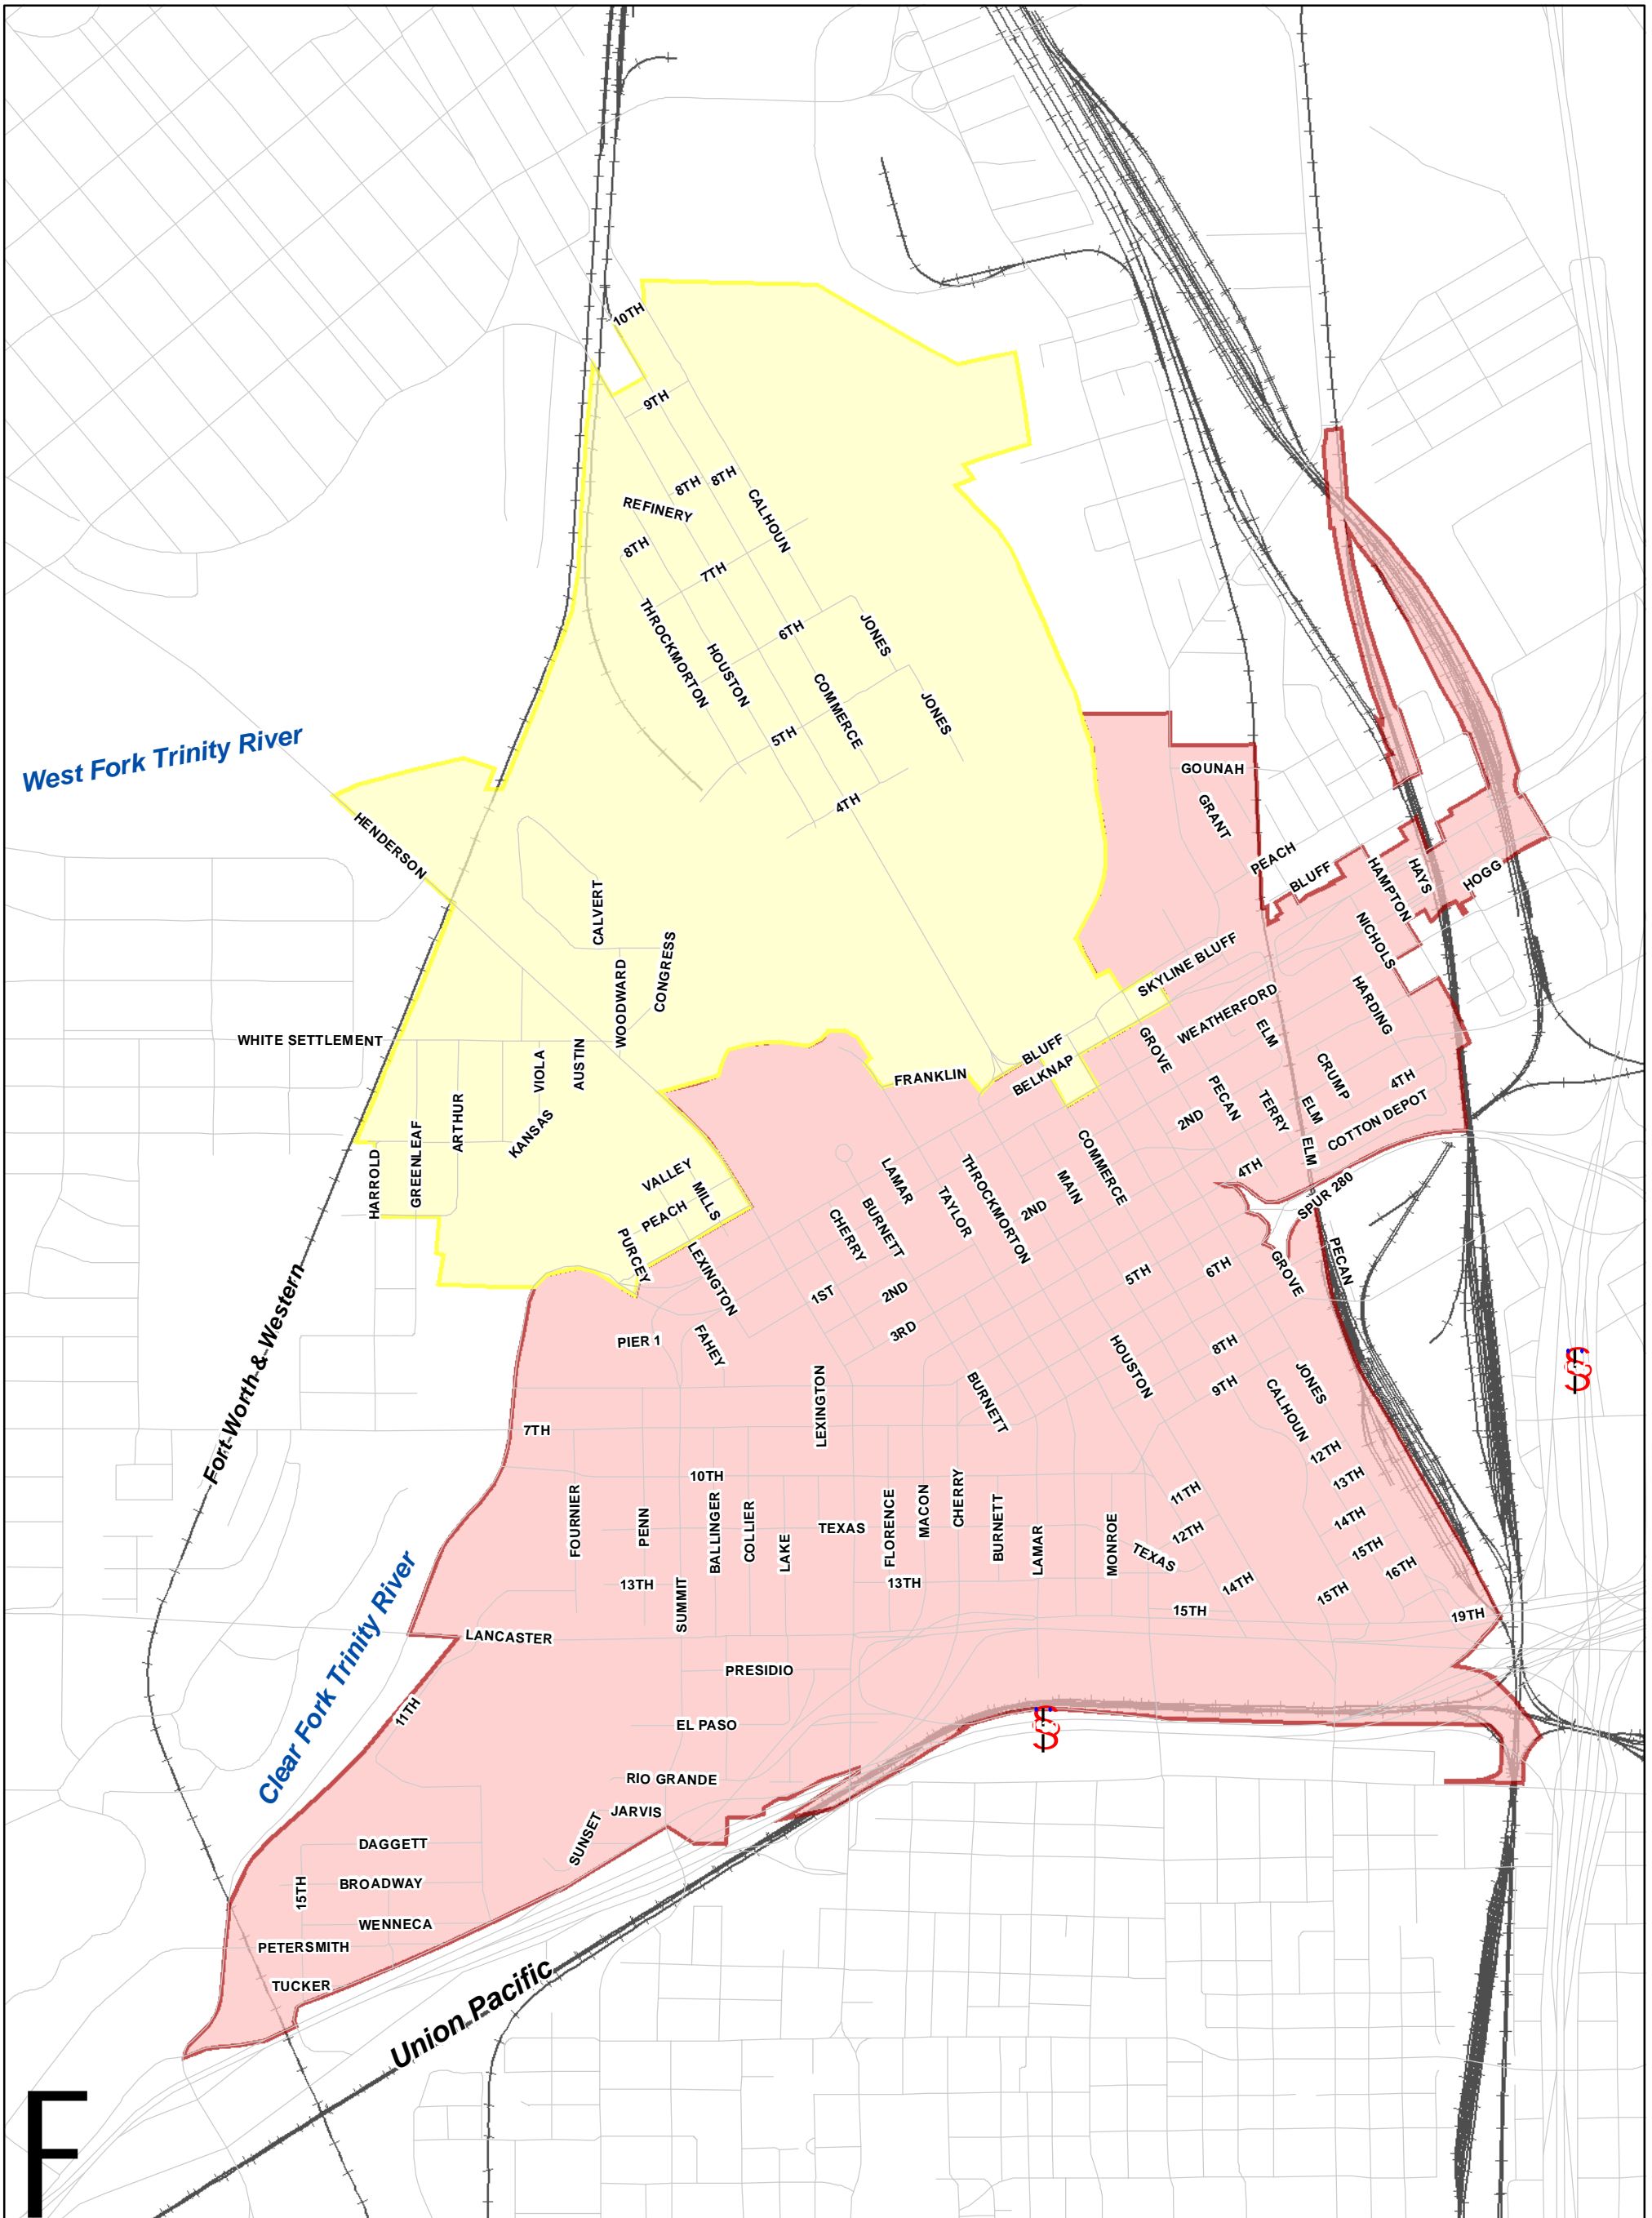 10TH
9TH
8TH
8TH
REFINERY
CALHOUN
8TH
7TH
THROCKMORTON
6TH
JONES
HOUSTON
COMMERCE
JONES
5TH
West Fork Trinity River
GOUNAH
4TH
GRANT
HENDERSON
PEACH
BLUFF
HAMPTON
HAYS
HOGG
CALVERT
NICHOLS
CONGRESS
SKYLINE BLUFF
WOODWARD
WEATHERFORD
HARDING
WHITE SETTLEMENT
ELM
GROVE
BLUFF
VIOLA
AUSTIN
FRANKLIN
BELKNAP
CRUMP
4TH
PECAN
TERRY
ELM
ARTHUR
KANSAS
2ND
COTTON DEPOT
GREENLEAF
ELM
COMMERCE
4TH
HARROLD
VALLEY
MILLS
LAMAR
MAIN
SPUR 280
PEACH
THROCKMORTON
2ND
TAYLOR
BURNETT
CHERRY
PURCEY
LEXINGTON
6TH
GROVE
PECAN
5TH
1ST
2ND
Fort Worth & Western
PIER 1
FAHEY
3RD
8TH
HOUSTON
JONES
9TH
LEXINGTON
BURNETT
CALHOUN
7TH
12TH
10TH
13TH
11TH
CHERRY
MACON
FLORENCE
FOURNIER
PENN
BALLINGER
COLLIER
LAKE
TEXAS
BURNETT
LAMAR
MONROE
12TH
14TH
TEXAS
15TH
16TH
13TH
SUMMIT
13TH
14TH
15TH
15TH
19TH
LANCASTER
Clear Fork Trinity River
PRESIDIO
11TH
EL PASO
RIO GRANDE
JARVIS
SUNSET
DAGGETT
15TH
BROADWAY
WENNECA
PETERSMITH
TUCKER
Union Pacific
F